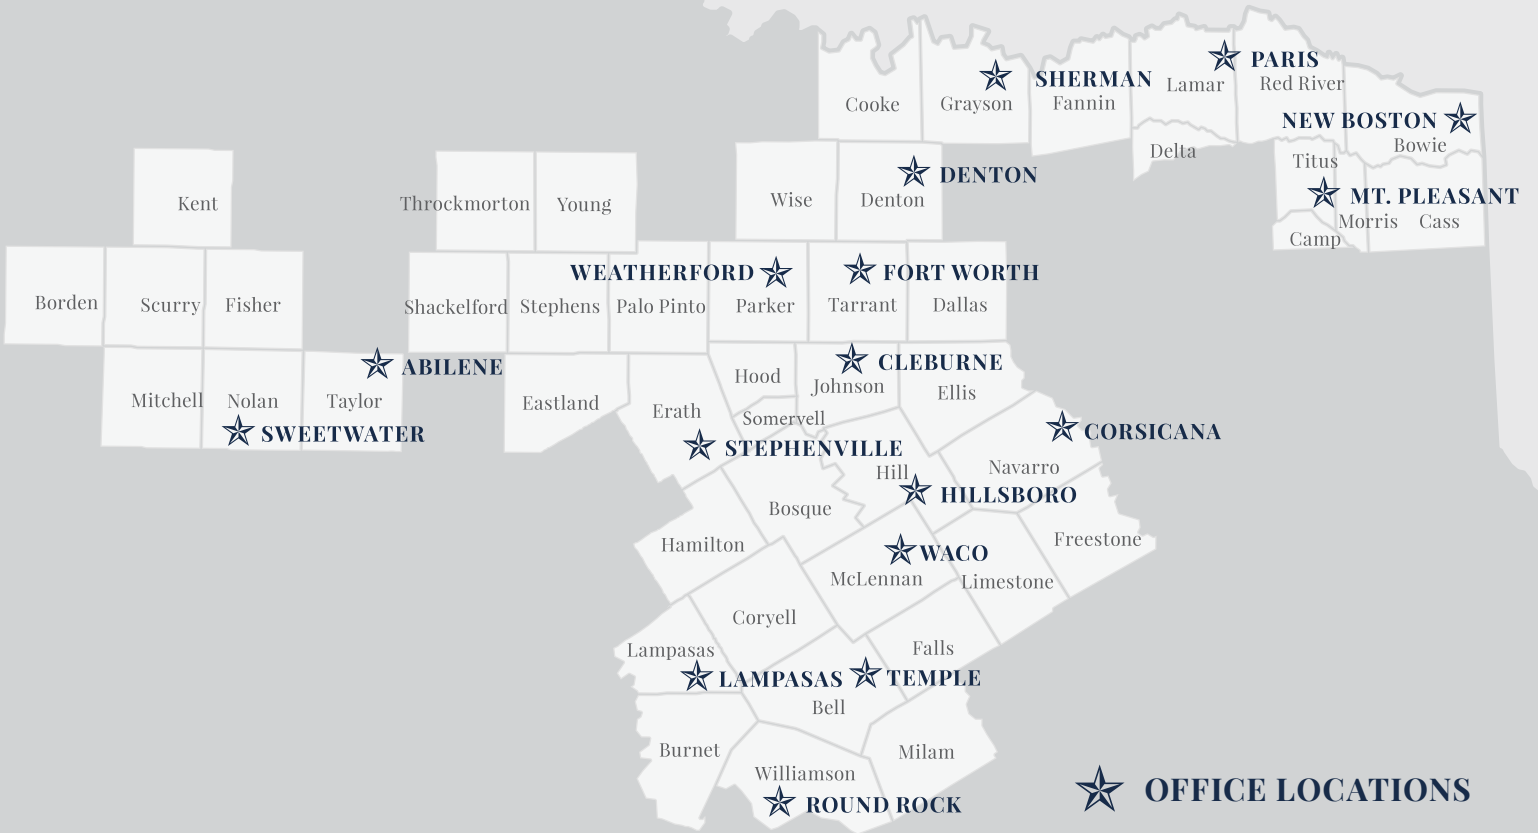 PARIS
SHERMAN
Lamar
Red River
Cooke
Grayson
Fannin
NEW BOSTON
Bowie
Delta
Titus
DENTON
MT. PLEASANT
Kent
Throckmorton
Young
Wise
Denton
Morris
Cass
Camp
WEATHERFORD
FORT WORTH
Borden
Scurry
Fisher
Shackelford
Stephens
Palo Pinto
Parker
Tarrant
Dallas
ABILENE
CLEBURNE
Hood
Johnson
Ellis
Mitchell
Nolan
Taylor
Eastland
Erath
Somervell
SWEETWATER
CORSICANA
STEPHENVILLE
Hill
Navarro
HILLSBORO
Bosque
Hamilton
Freestone
WACO
McLennan
Limestone
Coryell
Lampasas
Falls
LAMPASAS
TEMPLE
Bell
Burnet
Milam
Williamson
ROUND ROCK
OFFICE LOCATIONS